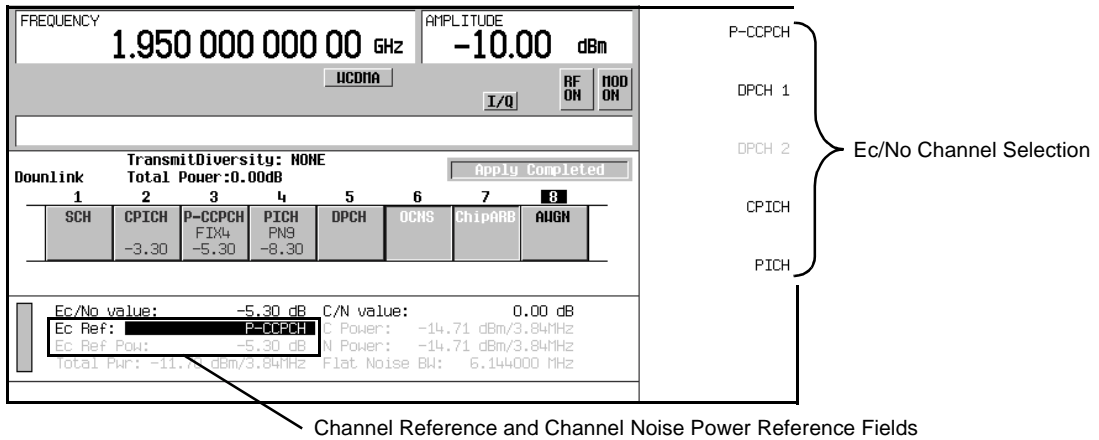 FREQUENCY
1.950 000 000 00 GHz
AMPLITUDE
-10.00 dBm
WCDMA
I/Q
RF ON
MOD ON
TransmitDiversity: NONE
Downlink Total Power:0.00dB
Apply Completed
1 2 3 4 5 6 7 8
SCH CPICH P-CCPCH PICH DPCH OCNS ChipARB AWGN
FIX4 PN9
-3.30 -5.30 -8.30
Ec/No value: -5.30 dB C/N value: 0.00 dB
Ec Ref: P-CCPCH C Power: -14.71 dBm/3.84MHz
Ec Ref Pow: -5.30 dB N Power: -14.71 dBm/3.84MHz
Total Pwr: dBm/3.84MHz Flat Noise BW: 6.144000 MHz
P-CCPCH
DPCH 1
DPCH 2
CPICH
PICH
Ec/No Channel Selection
Channel Reference and Channel Noise Power Reference Fields